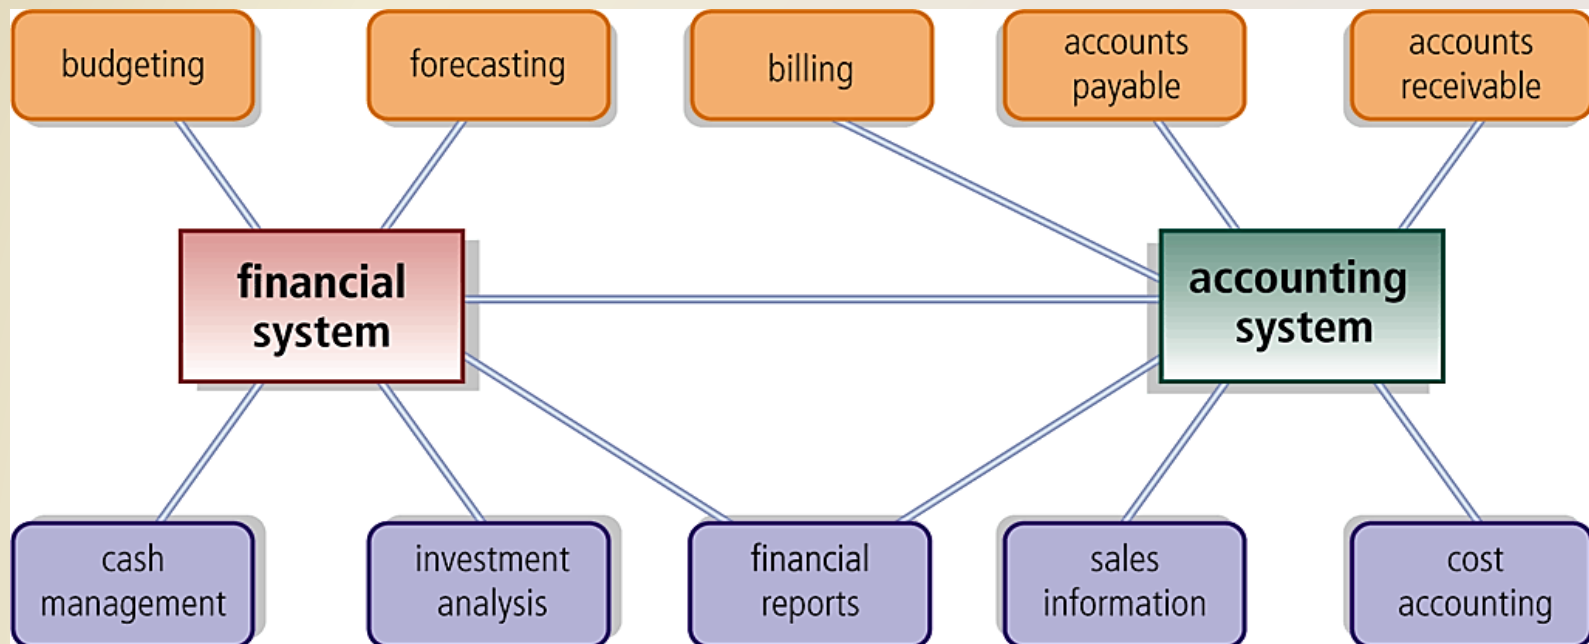 budgeting
forecasting
billing
accounts
payable
accounts
receivable
financial
system
accounting
system
cash
management
investment
analysis
financial
reports
sales
information
cost
accounting